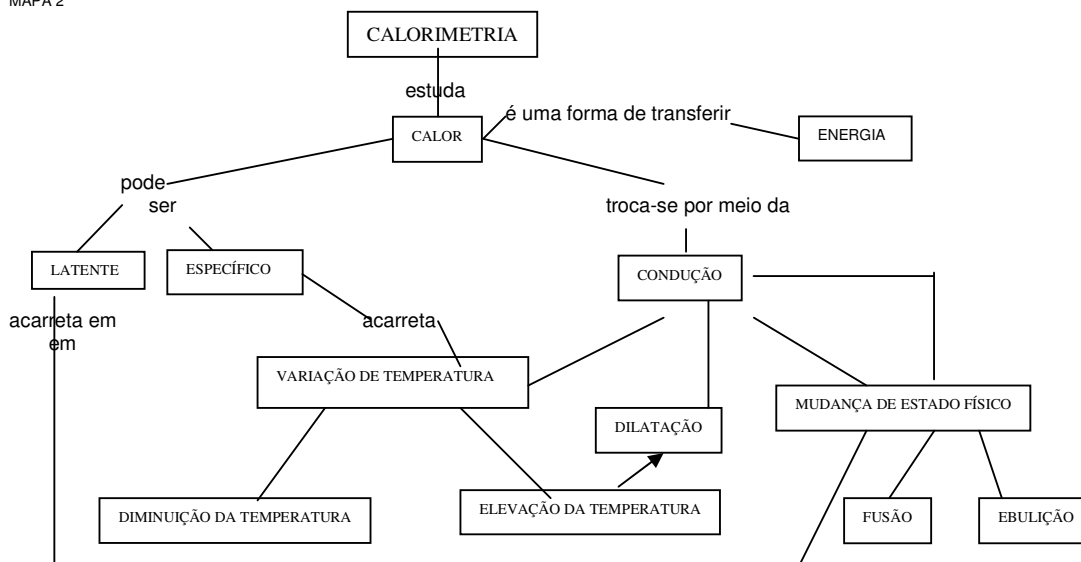 MAPA 2
CALORIMETRIA
estuda
é uma forma de transferir
CALOR
ENERGIA
pode
ser
troca-se por meio da
LATENTE
ESPECÍFICO
CONDUÇÃO
acarreta em
em
acarreta
VARIAÇÃO DE TEMPERATURA
MUDANÇA DE ESTADO FÍSICO
DILATAÇÃO
DIMINUIÇÃO DA TEMPERATURA
ELEVAÇÃO DA TEMPERATURA
FUSÃO
EBULIÇÃO